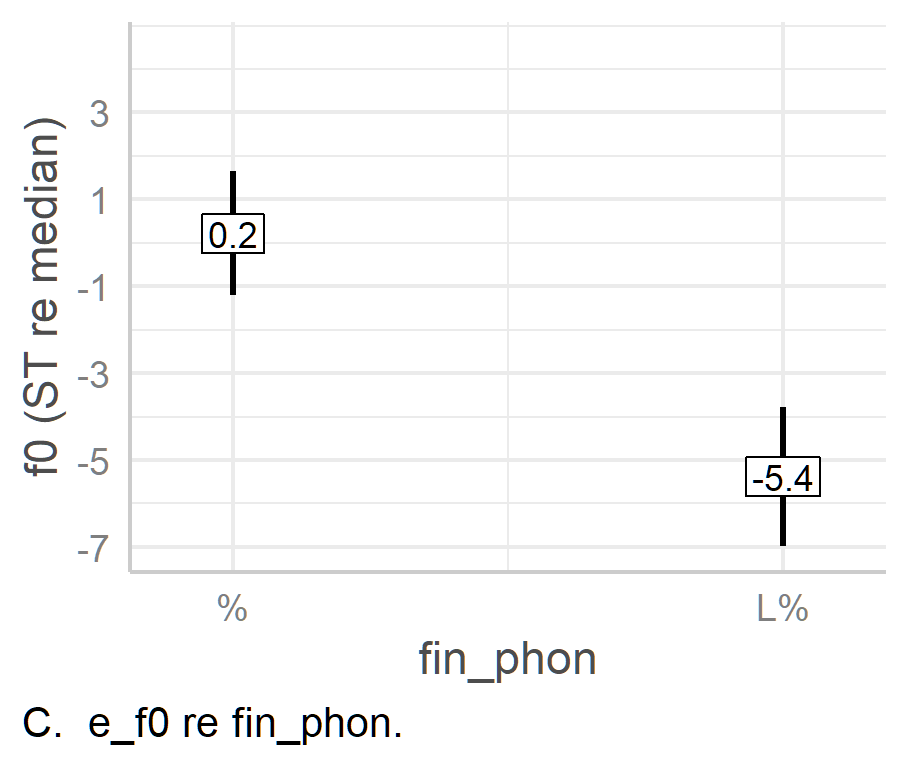 f0 (ST re median)
3
1
-1
-3
-5
-7
0.2
-5.4
%
L%
fin_phon
C. e_f0 re fin_phon.